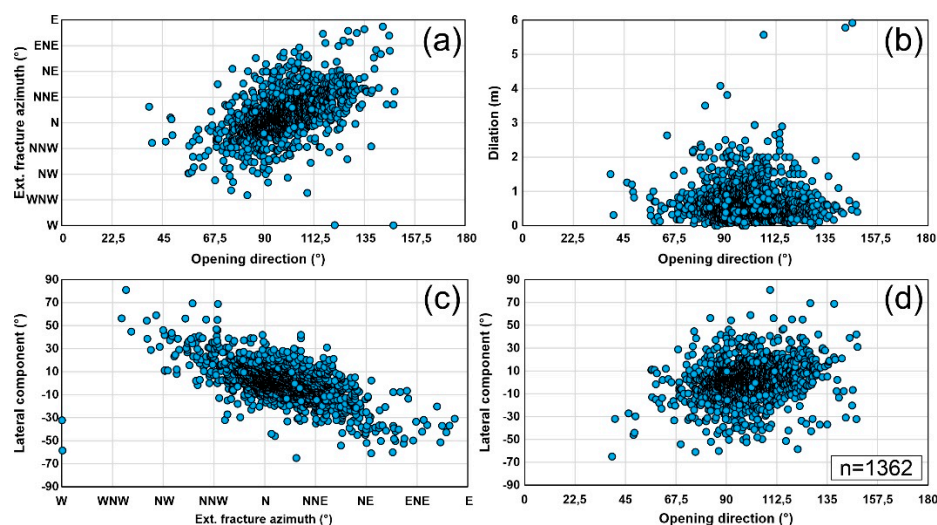 (a)
Ext. fracture azimuth (°)
E
ENE
NE
NNE
N
NNW
NW
WNW
W
0 22,5 45 67,5 90 112,5 135 157,5 180
Opening direction (°)
(b)
Dilation (m)
6
5
4
3
2
1
0
0 22,5 45 67,5 90 112,5 135 157,5 180
Opening direction (°)
(c)
Lateral component (°)
90
70
50
30
10
-10
-30
-50
-70
-90
W WNW NW NNW N NNE NE ENE E
Ext. fracture azimuth (°)
(d)
Lateral component (°)
90
70
50
30
10
-10
-30
-50
-70
-90
n=1362
0 22,5 45 67,5 90 112,5 135 157,5 180
Opening direction (°)